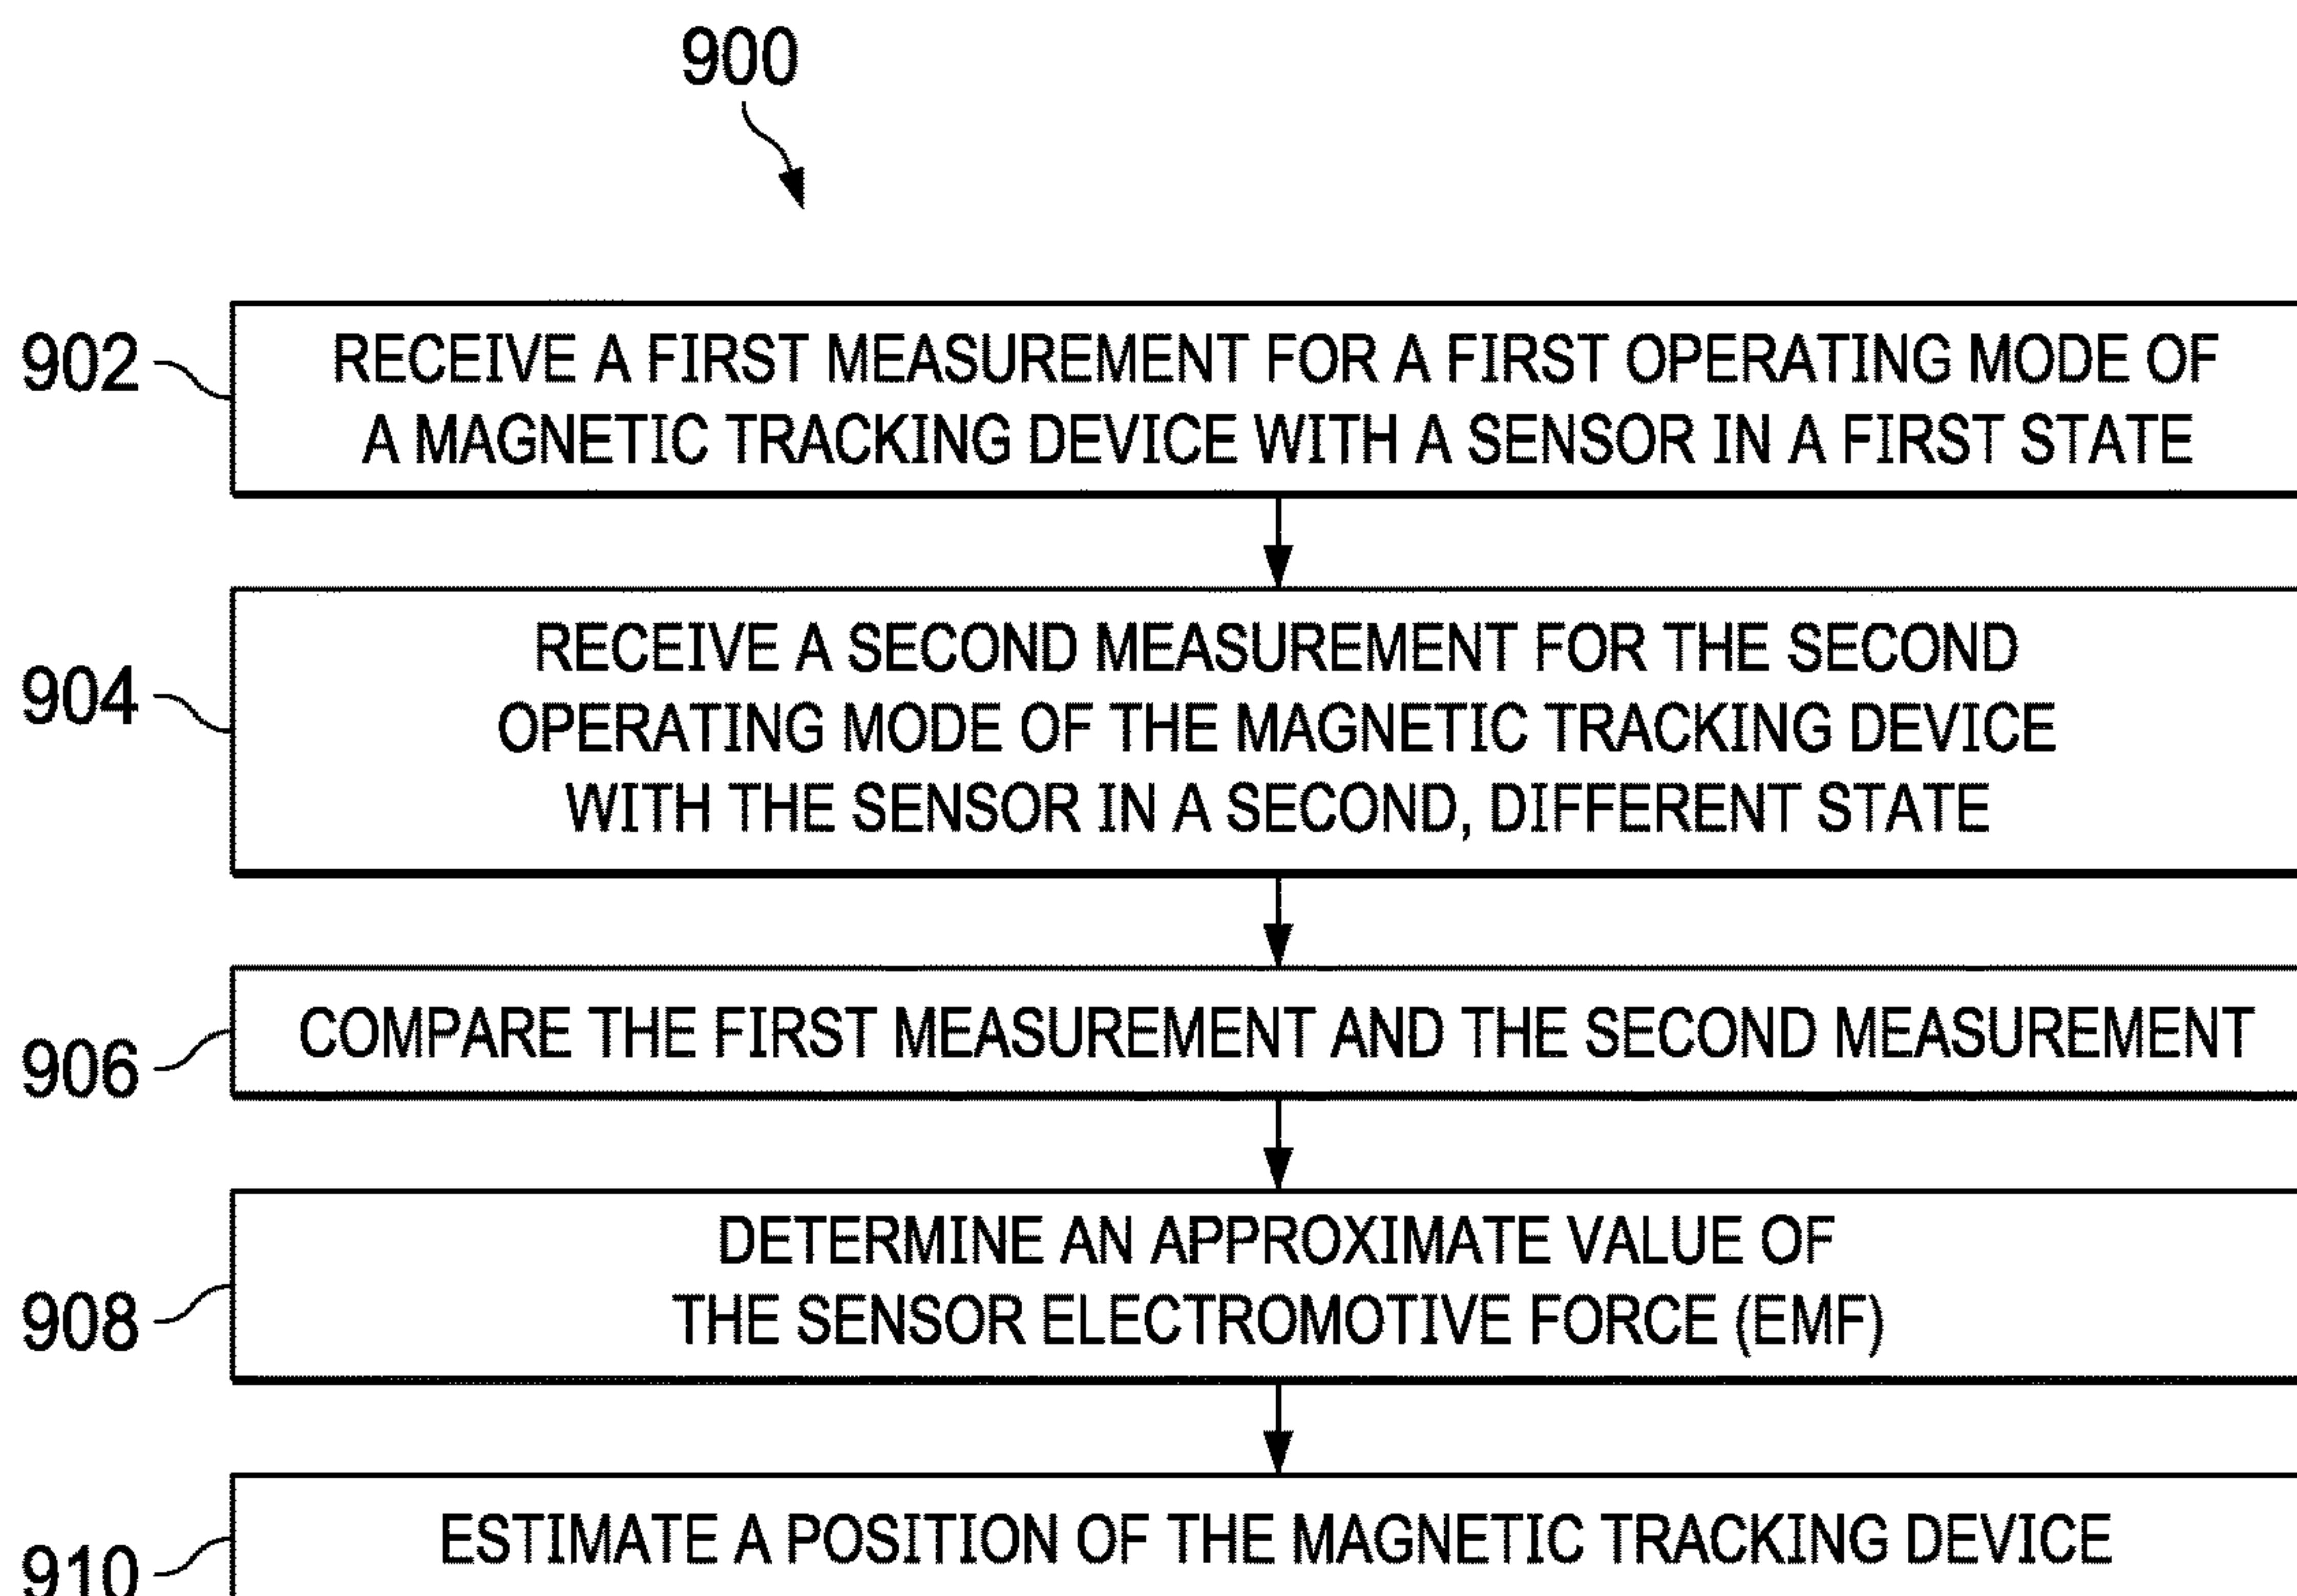 900
902
RECEIVE A FIRST MEASUREMENT FOR A FIRST OPERATING MODE OF
A MAGNETIC TRACKING DEVICE WITH A SENSOR IN A FIRST STATE
904
RECEIVE A SECOND MEASUREMENT FOR THE SECOND
OPERATING MODE OF THE MAGNETIC TRACKING DEVICE
WITH THE SENSOR IN A SECOND, DIFFERENT STATE
906
COMPARE THE FIRST MEASUREMENT AND THE SECOND MEASUREMENT
908
DETERMINE AN APPROXIMATE VALUE OF
THE SENSOR ELECTROMOTIVE FORCE (EMF)
910
ESTIMATE A POSITION OF THE MAGNETIC TRACKING DEVICE